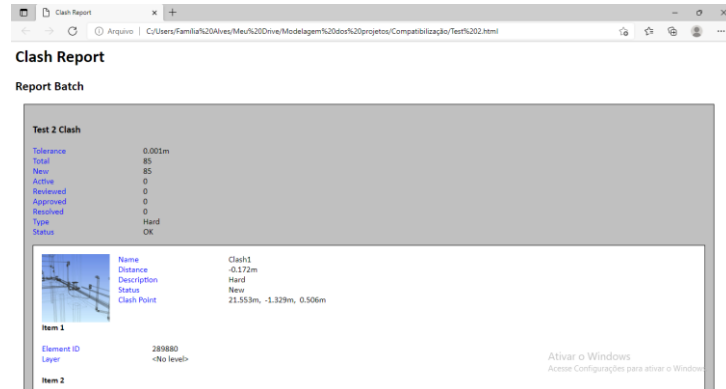 Clash Report
Arquivo | C:/Users/Família%20Alves/Meu%20Drive/Modelagem%20dos%20projetos/Compatibilização/Test%202.html
Clash Report
Report Batch
Test 2 Clash
Tolerance 0.001m
Total 85
New 85
Active 0
Reviewed 0
Approved 0
Resolved 0
Type Hard
Status OK
Name Clash1
Distance -0.172m
Description Hard
Status New
Clash Point 21.553m, -1.329m, 0.506m
Item 1
Element ID 289880
Layer <No level>
Item 2
Ativar o Windows
Acesse Configurações para ativar o Windows.